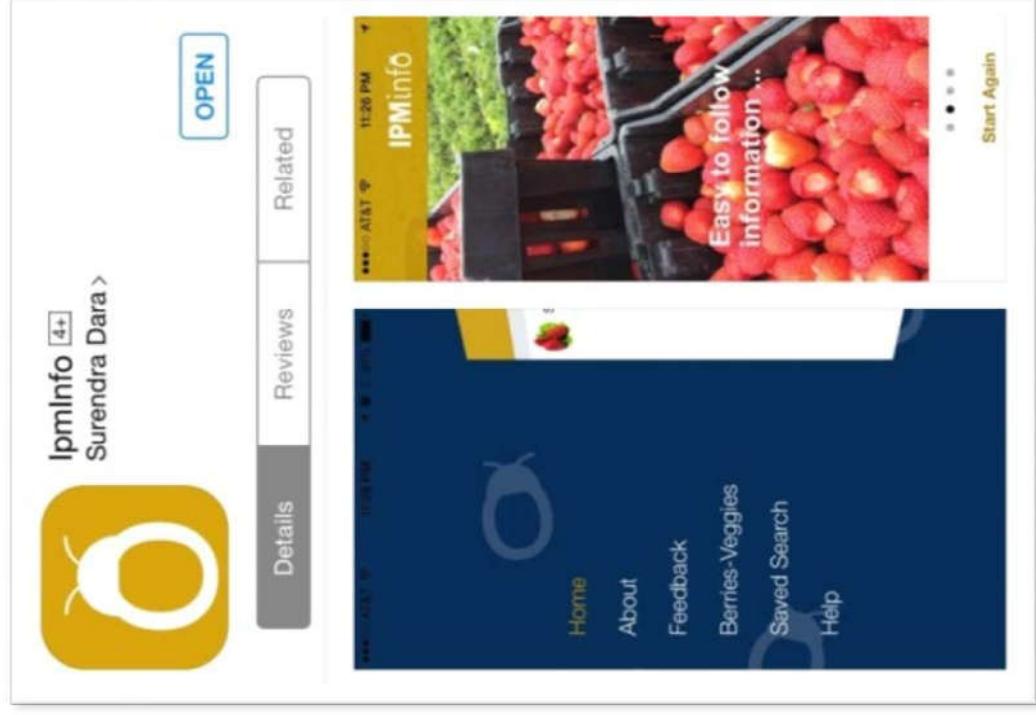 IpmInfo 4+
Surendra Dara >
OPEN
Details Reviews Related
Home
About
Feedback
Berries-Veggies
Saved Search
Help
AT&T 11:26 PM
IPMinfo
Easy to follow
information ...
Start Again